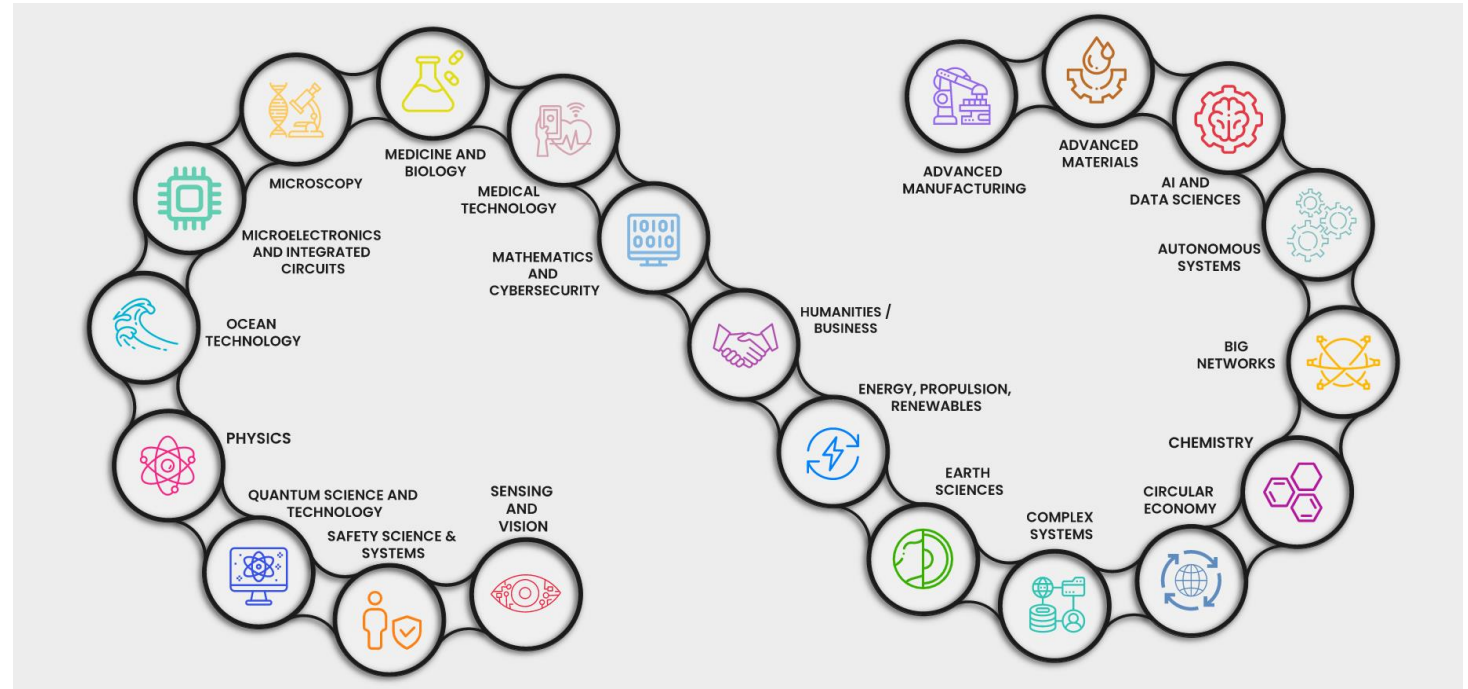 ADVANCED
MANUFACTURING
ADVANCED
MATERIALS
AI AND
DATA SCIENCES
AUTONOMOUS
SYSTEMS
BIG
NETWORKS
CHEMISTRY
CIRCULAR
ECONOMY
COMPLEX
SYSTEMS
EARTH
SCIENCES
ENERGY, PROPULSION,
RENEWABLES
HUMANITIES /
BUSINESS
MATHEMATICS
AND
CYBERSECURITY
10101
0010
MEDICAL
TECHNOLOGY
MEDICINE AND
BIOLOGY
MICROSCOPY
MICROELECTRONICS
AND INTEGRATED
CIRCUITS
OCEAN
TECHNOLOGY
PHYSICS
QUANTUM SCIENCE AND
TECHNOLOGY
SAFETY SCIENCE &
SYSTEMS
SENSING
AND
VISION